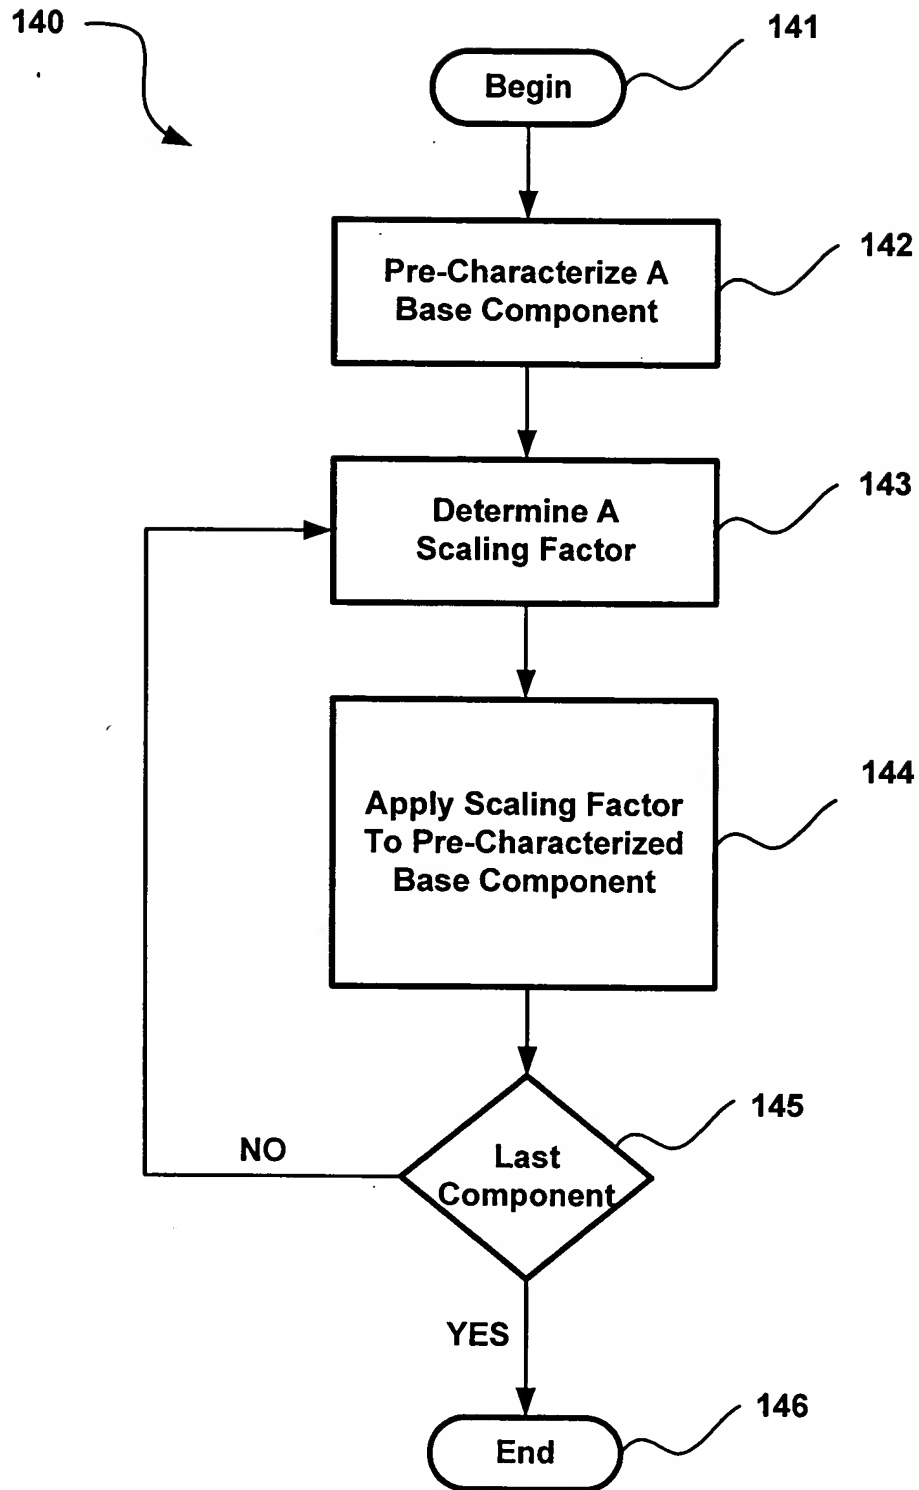 140
141
Begin
142
Pre-Characterize A
Base Component
143
Determine A
Scaling Factor
144
Apply Scaling Factor
To Pre-Characterized
Base Component
145
NO
Last
Component
YES
146
End